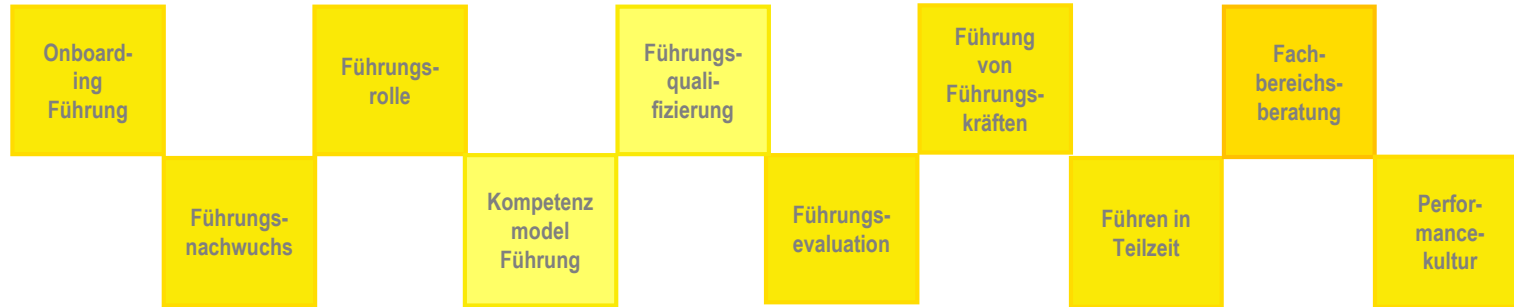 Onboard-
ing
Führung
Führungs-
rolle
Führungs-
quali-
fizierung
Führung
von
Führungs-
kräften
Fach-
bereichs-
beratung
Führungs-
nachwuchs
Kompetenz
model
Führung
Führungs-
evaluation
Führen in
Teilzeit
Perfor-
mance-
kultur